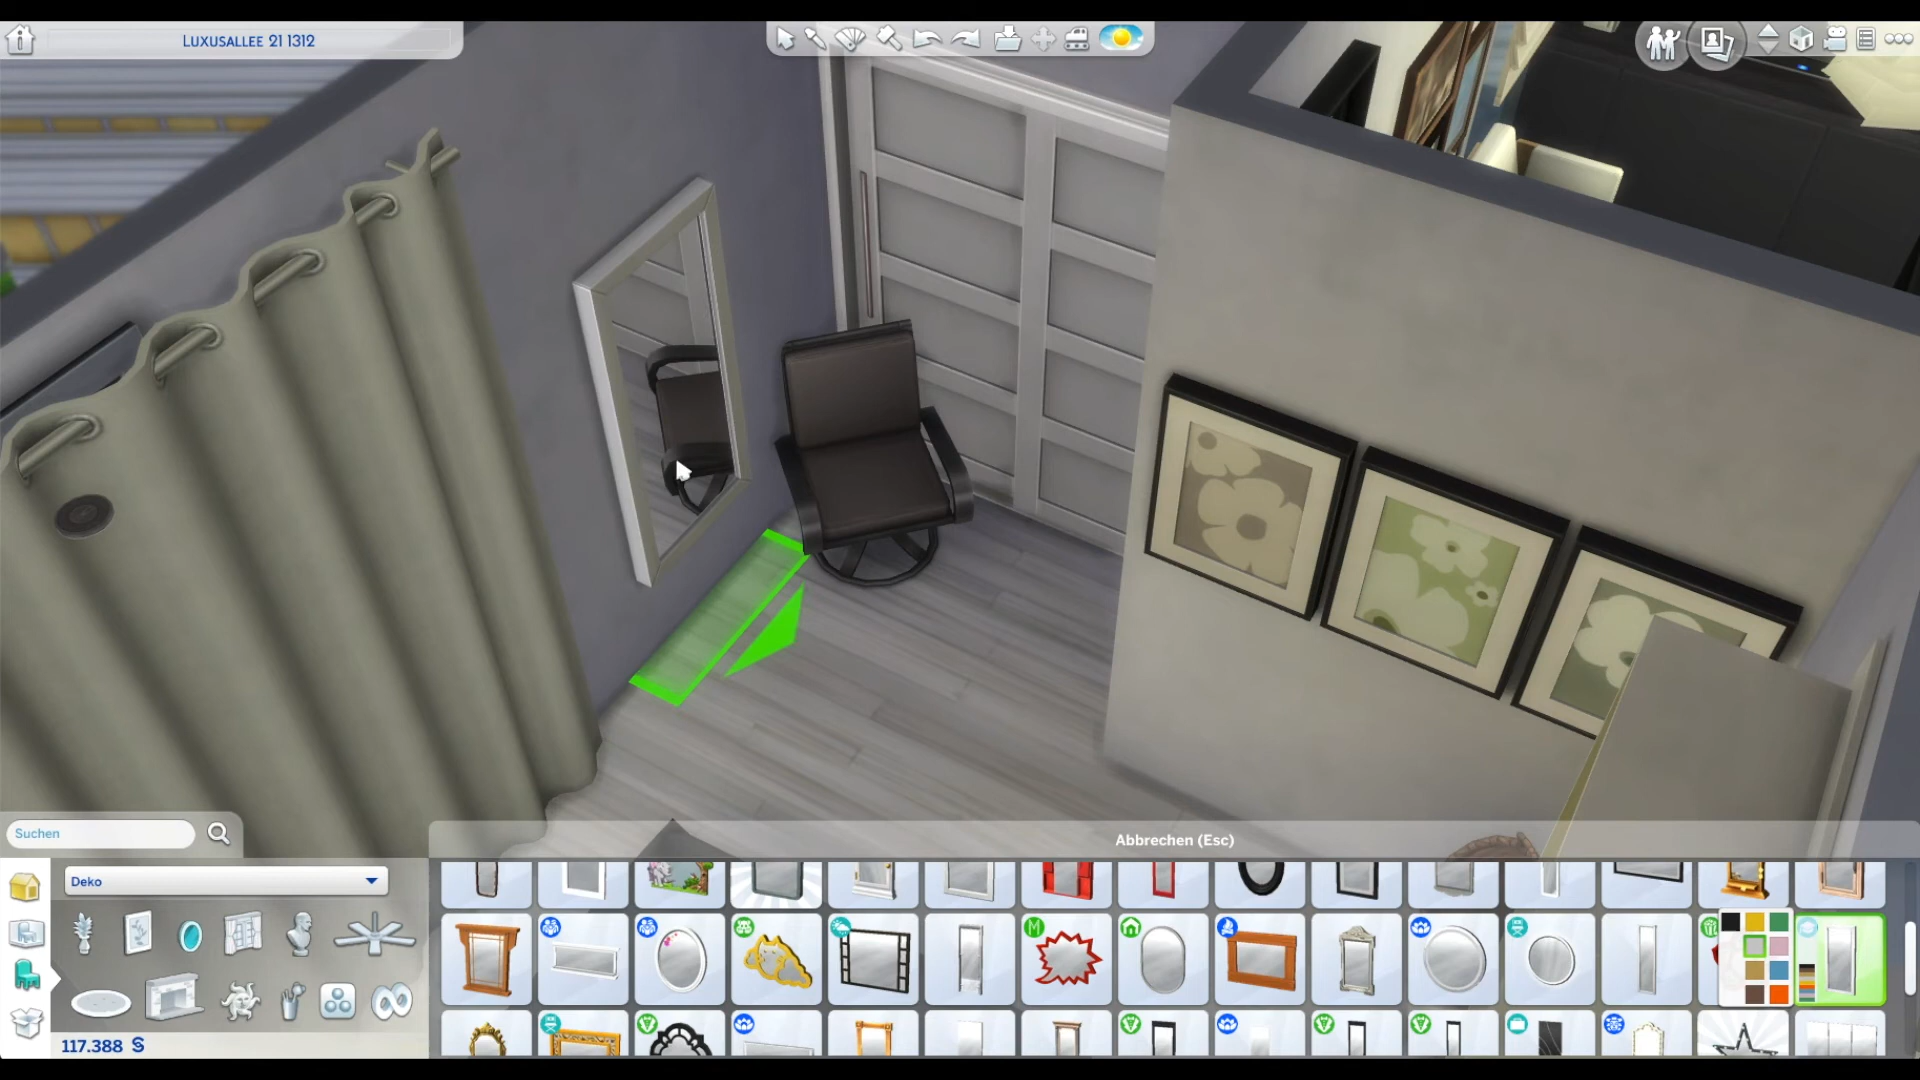 LUXUSALLEE 21 1312
Suchen
Abbrechen (Esc)
Deko
117.388 S